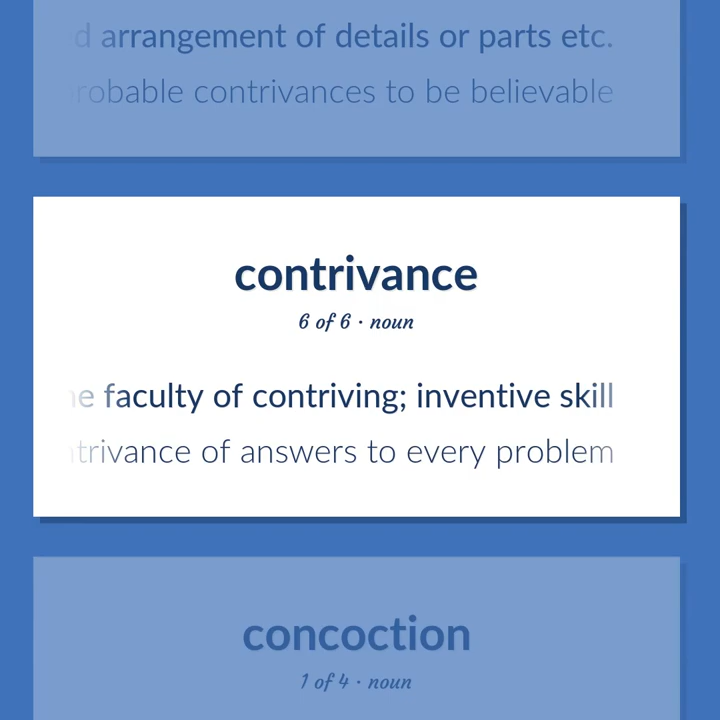 arrangement of details or parts etc.
contrivances to be believable
contrivance
6 of 6 · noun
faculty of contriving; inventive skill
of answers to every problem
concoction
1 of 4 · noun